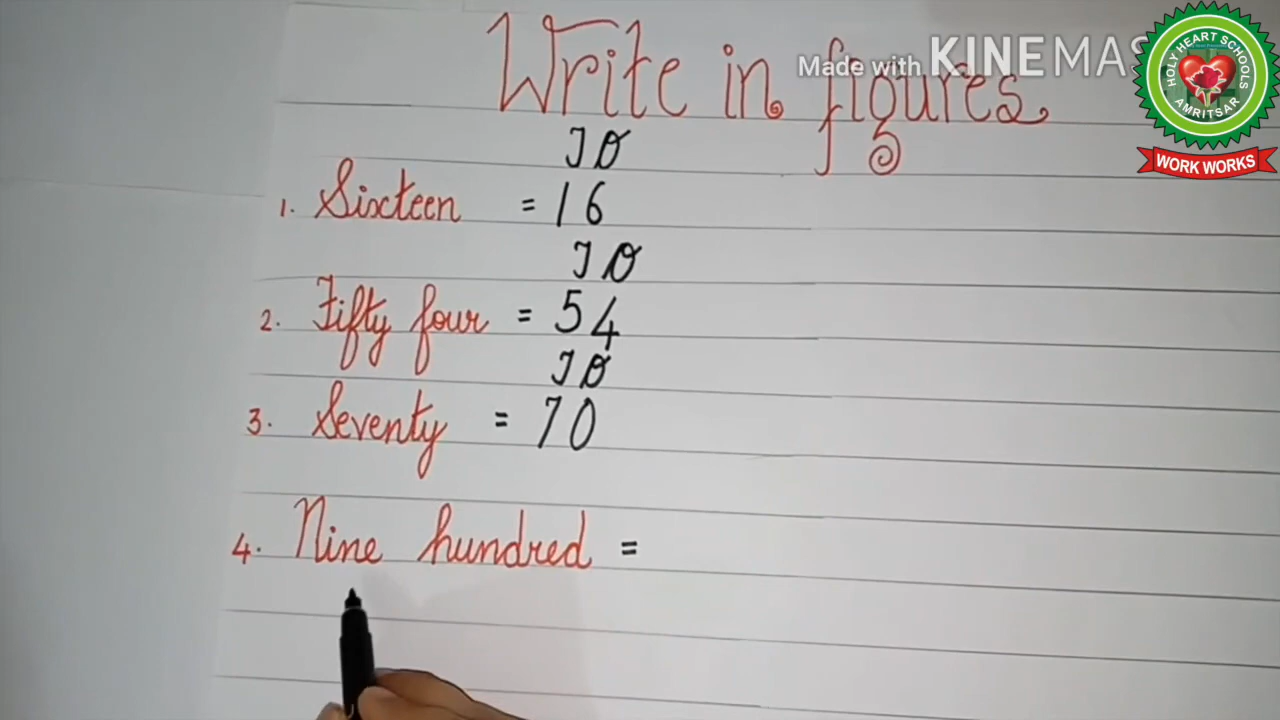 Write in figures
Made with KINEMAS
HOLY HEART SCHOOLS
AMRITSAR
WORK WORKS
T O
1. Sixteen = 16
T O
2. Fifty four = 54
T O
3. Seventy = 70
4. Nine hundred =